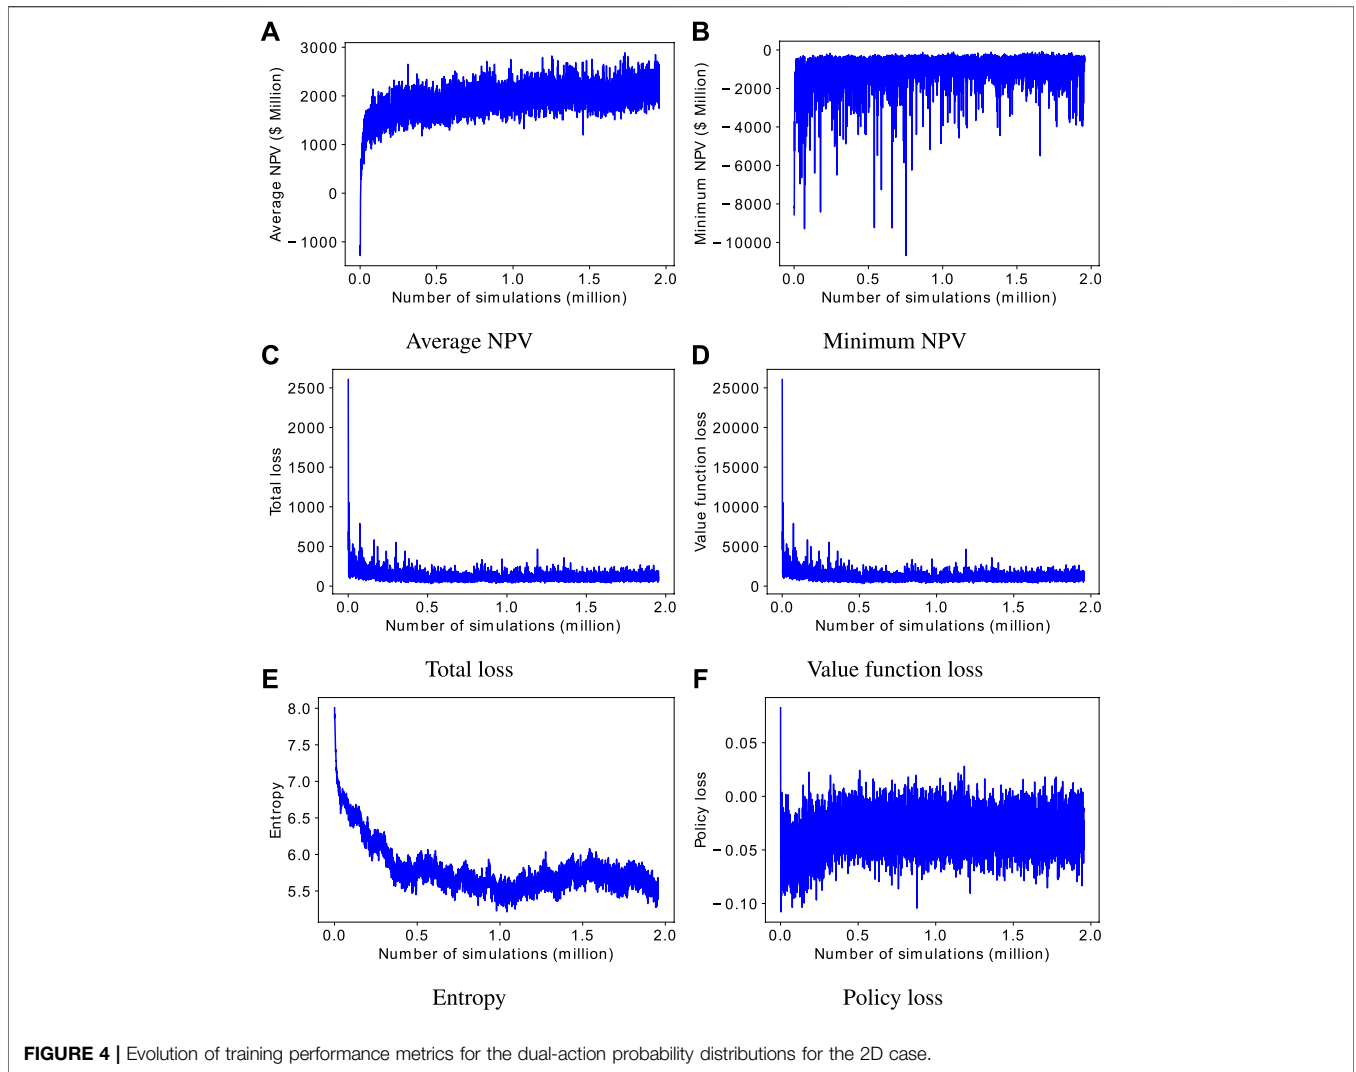 A
3000
2000
1000
0
−1000
Average NPV ($ Million)
0.0 0.5 1.0 1.5 2.0
Number of simulations (million)
Average NPV
B
0
−2000
−4000
−6000
−8000
−10000
Minimum NPV ($ Million)
0.0 0.5 1.0 1.5 2.0
Number of simulations (million)
Minimum NPV
C
2500
2000
1500
1000
500
0
Total loss
0.0 0.5 1.0 1.5 2.0
Number of simulations (million)
Total loss
D
25000
20000
15000
10000
5000
0
Value function loss
0.0 0.5 1.0 1.5 2.0
Number of simulations (million)
Value function loss
E
8.0
7.5
7.0
6.5
6.0
5.5
Entropy
0.0 0.5 1.0 1.5 2.0
Number of simulations (million)
Entropy
F
0.05
0.00
−0.05
−0.10
Policy loss
0.0 0.5 1.0 1.5 2.0
Number of simulations (million)
Policy loss
FIGURE 4 | Evolution of training performance metrics for the dual-action probability distributions for the 2D case.